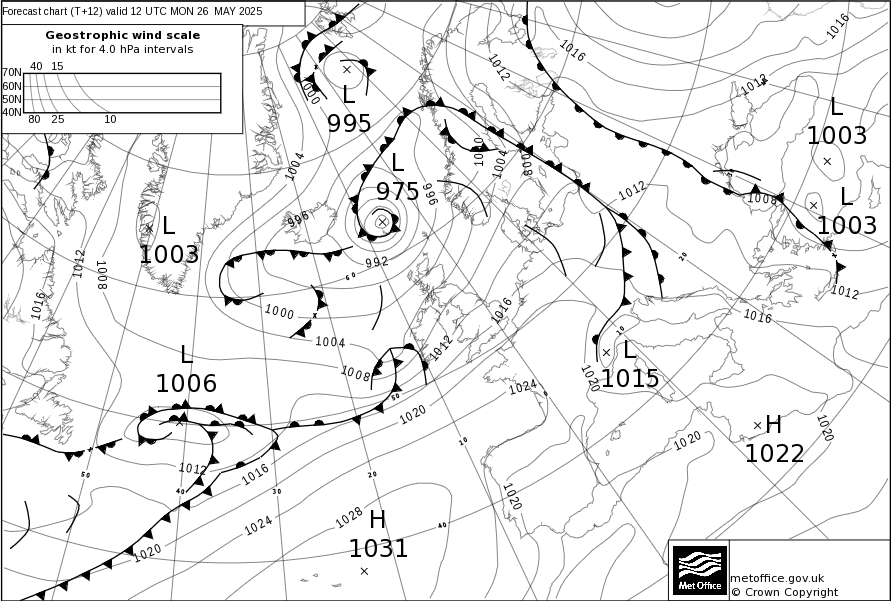 Forecast chart (T+12) valid 12 UTC MON 26 MAY 2025
Geostrophic wind scale
in kt for 4.0 hPa intervals
40 15
70N
60N
50N
40N
80 25 10
L
995
L
975
L
1003
L
1006
L
1003
L
1003
L
1015
H
1022
H
1031
1016
1016
1012
1012
1000
1004
996
996
1004
1008
1012
1008
1012
1008
1016
992
1000
1004
1008
1012
1016
1012
1016
1024
1020
1020
1020
1020
1020
1012
1016
1024
1028
1020
60
50
50
40
30
20
10
40
0
10
20
metoffice.gov.uk
© Crown Copyright
Met Office